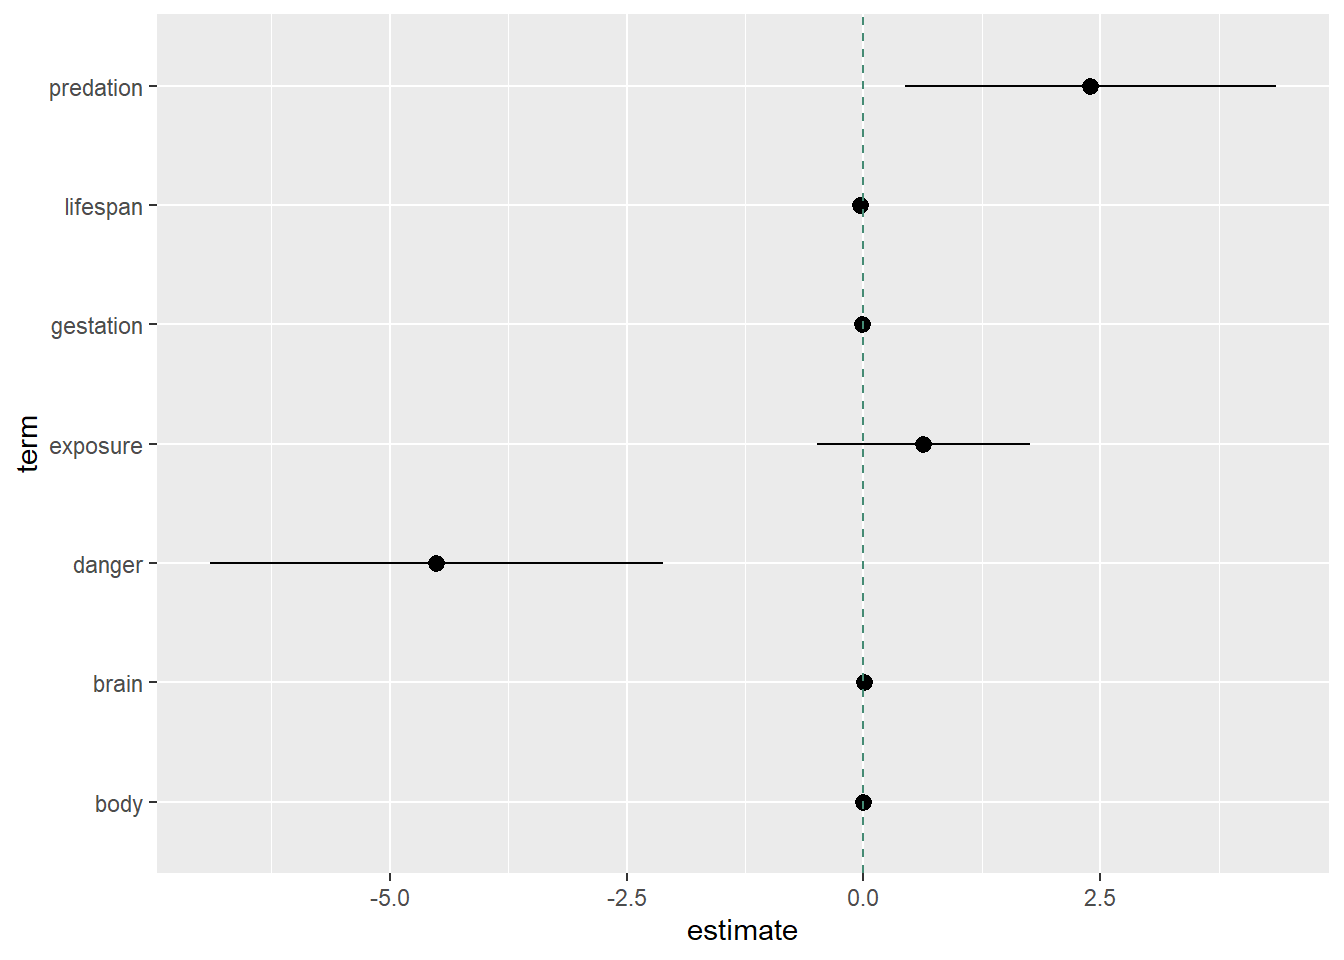 predation
lifespan
gestation
exposure
danger
brain
body
term
-5.0 -2.5 0.0 2.5
estimate